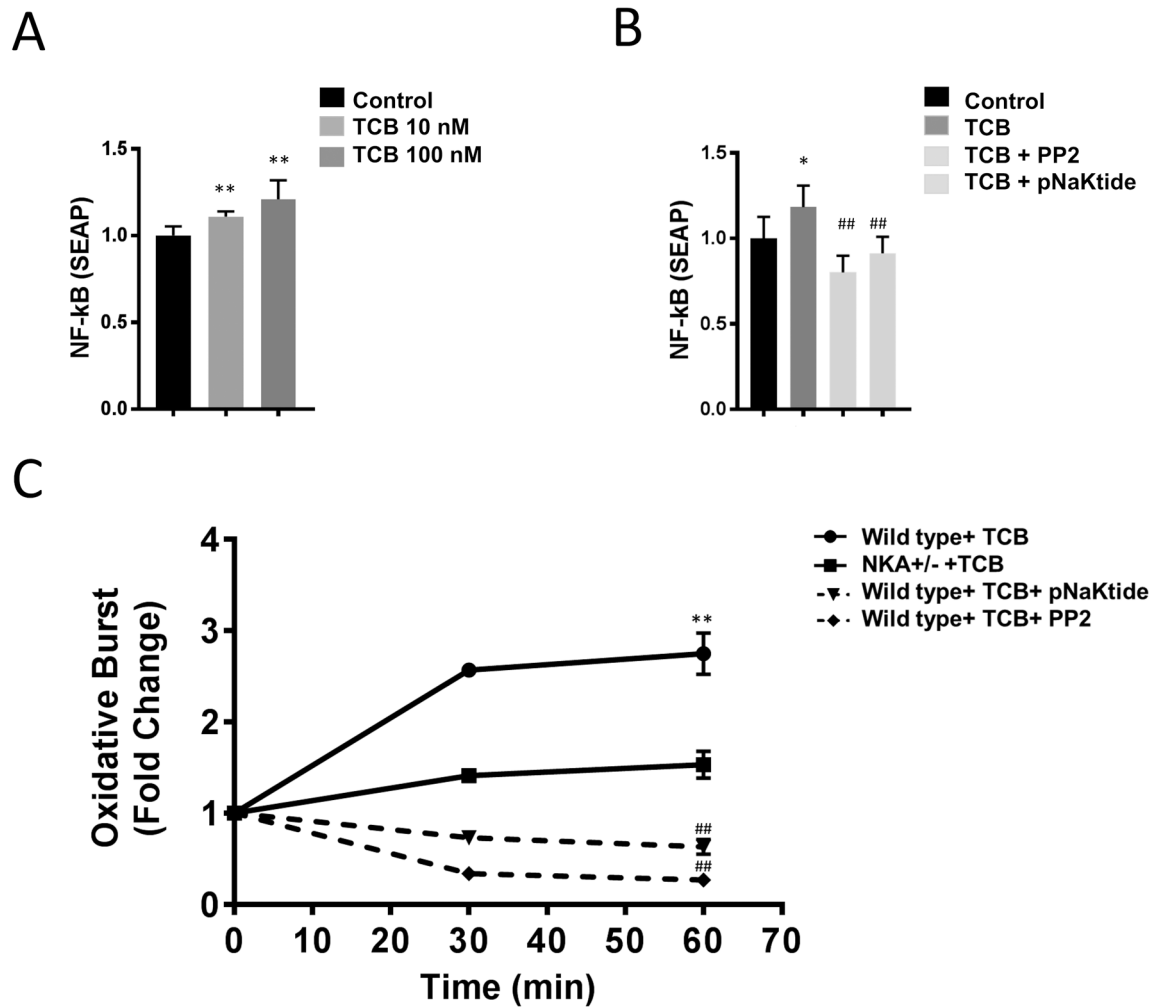 A
Control
TCB 10 nM
TCB 100 nM
NF-kB (SEAP)
1.5
1.0
0.5
0.0
**
**
B
Control
TCB
TCB + PP2
TCB + pNaKtide
NF-kB (SEAP)
1.5
1.0
0.5
0.0
*
##
##
C
Wild type+ TCB
NKA+/- +TCB
Wild type+ TCB+ pNaKtide
Wild type+ TCB+ PP2
Oxidative Burst
(Fold Change)
4
3
2
1
0
**
##
##
0 10 20 30 40 50 60 70
Time (min)